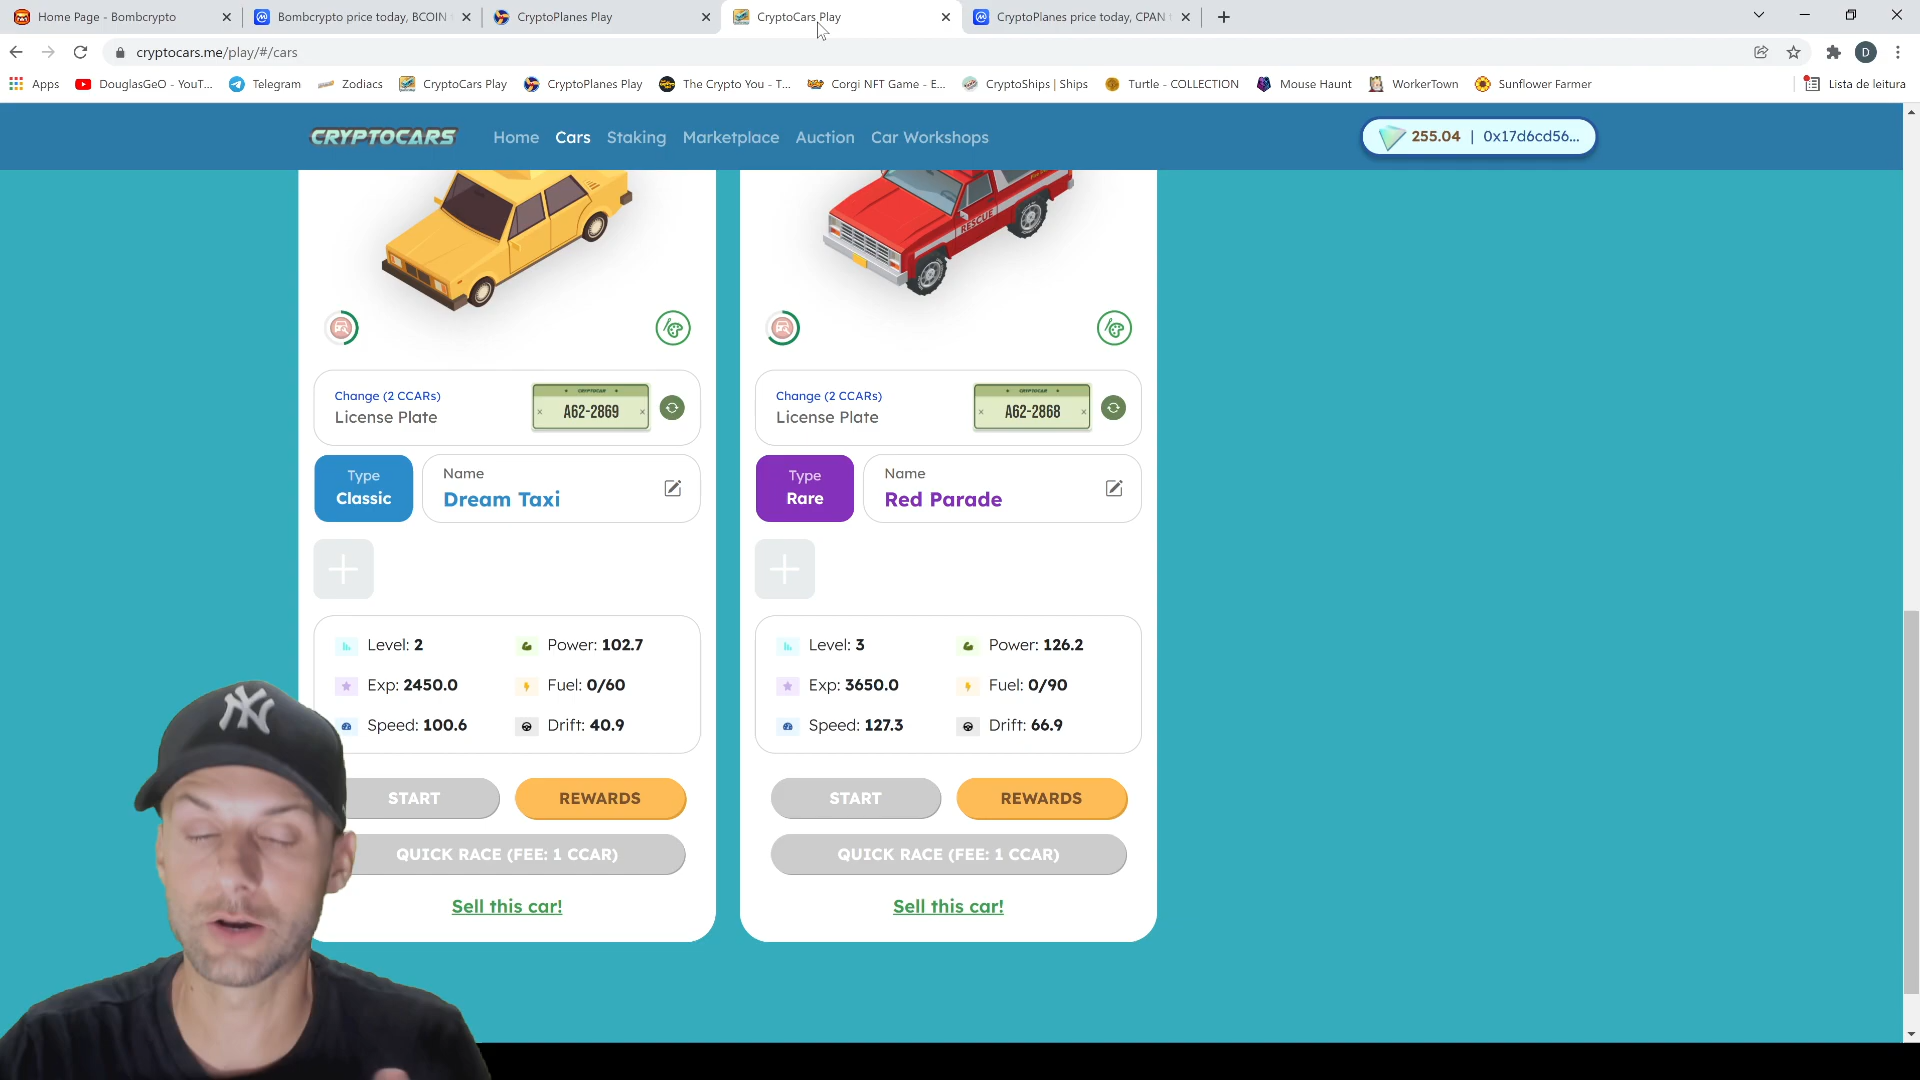 Home Page - Bombcrypto
Bombcrypto price today, BCOIN t
CryptoPlanes Play
CryptoCars Play
CryptoPlanes price today, CPAN t
cryptocars.me/play/#/cars
D
Apps
DouglasGeO - YouT...
Telegram
Zodiacs
CryptoCars Play
CryptoPlanes Play
The Crypto You - T...
Corgi NFT Game - E...
CryptoShips | Ships
Turtle - COLLECTION
Mouse Haunt
WorkerTown
Sunflower Farmer
Lista de leitura
CRYPTOCARS
Home
Cars
Staking
Marketplace
Auction
Car Workshops
255.04 | 0x17d6cd56...
RESCUE
Change (2 CCARs)
License Plate
CRYPTOCAR
A62-2869
Type
Classic
Name
Dream Taxi
Level: 2
Power: 102.7
Exp: 2450.0
Fuel: 0/60
Speed: 100.6
Drift: 40.9
START
REWARDS
QUICK RACE (FEE: 1 CCAR)
Sell this car!
Change (2 CCARs)
License Plate
CRYPTOCAR
A62-2868
Type
Rare
Name
Red Parade
Level: 3
Power: 126.2
Exp: 3650.0
Fuel: 0/90
Speed: 127.3
Drift: 66.9
START
REWARDS
QUICK RACE (FEE: 1 CCAR)
Sell this car!
NY